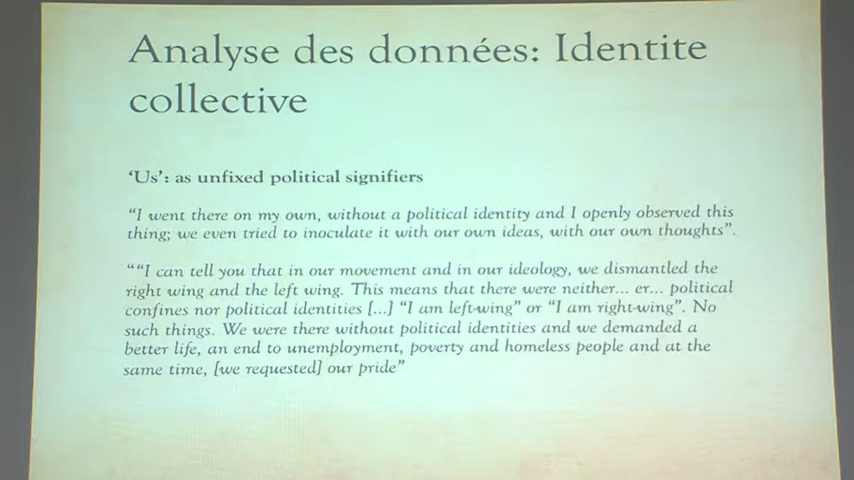 Analyse des données: Identite
collective
‘Us’: as unfixed political signifiers
“I went there on my own, without a political identity and I openly observed this
thing; we even tried to inoculate it with our own ideas, with our own thoughts”.
““I can tell you that in our movement and in our ideology, we dismantled the
right wing and the left wing. This means that there were neither... er... political
confines nor political identities [...] “I am left-wing” or “I am right-wing”. No
such things. We were there without political identities and we demanded a
better life, an end to unemployment, poverty and homeless people and at the
same time, [we requested] our pride”